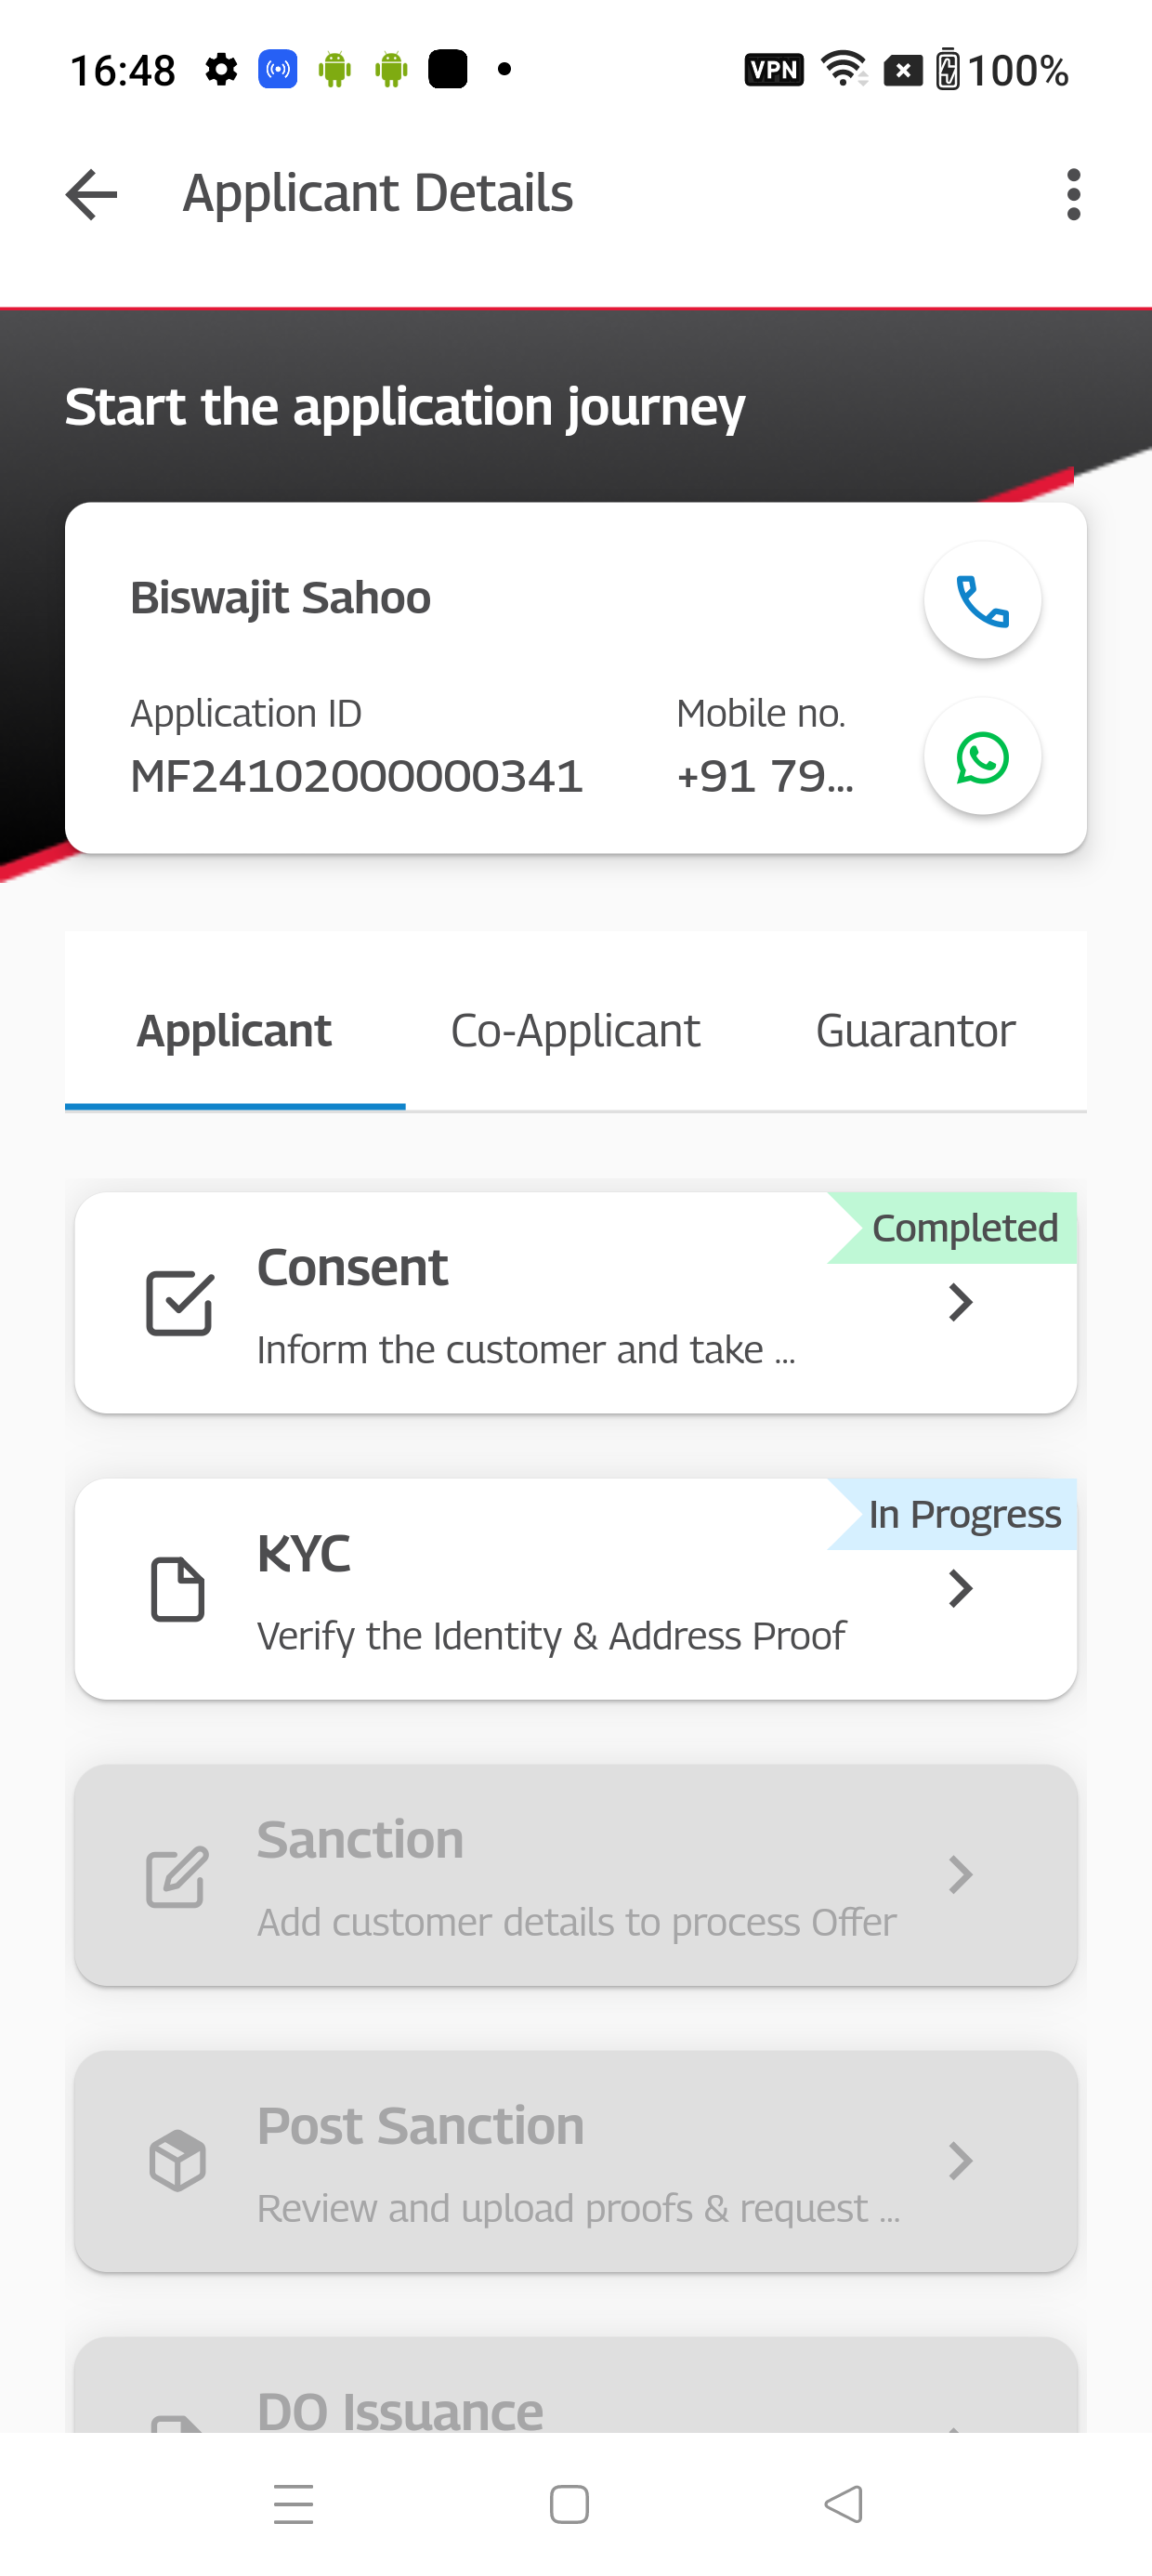 16:48
VPN
100%
Applicant Details
Start the application journey
Biswajit Sahoo
Application ID
Mobile no.
MF24102000000341
+91 79...
Applicant
Co-Applicant
Guarantor
Completed
Consent
Inform the customer and take ...
In Progress
KYC
Verify the Identity & Address Proof
Sanction
Add customer details to process Offer
Post Sanction
Review and upload proofs & request ...
DO Issuance